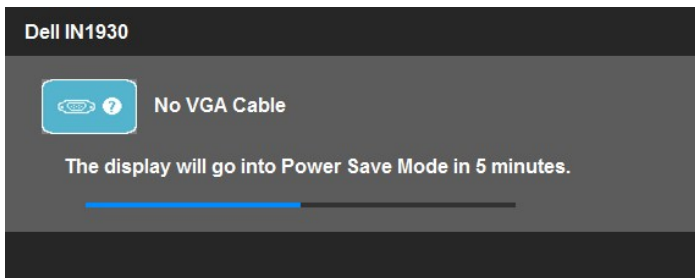 Dell IN1930
No VGA Cable
The display will go into Power Save Mode in 5 minutes.